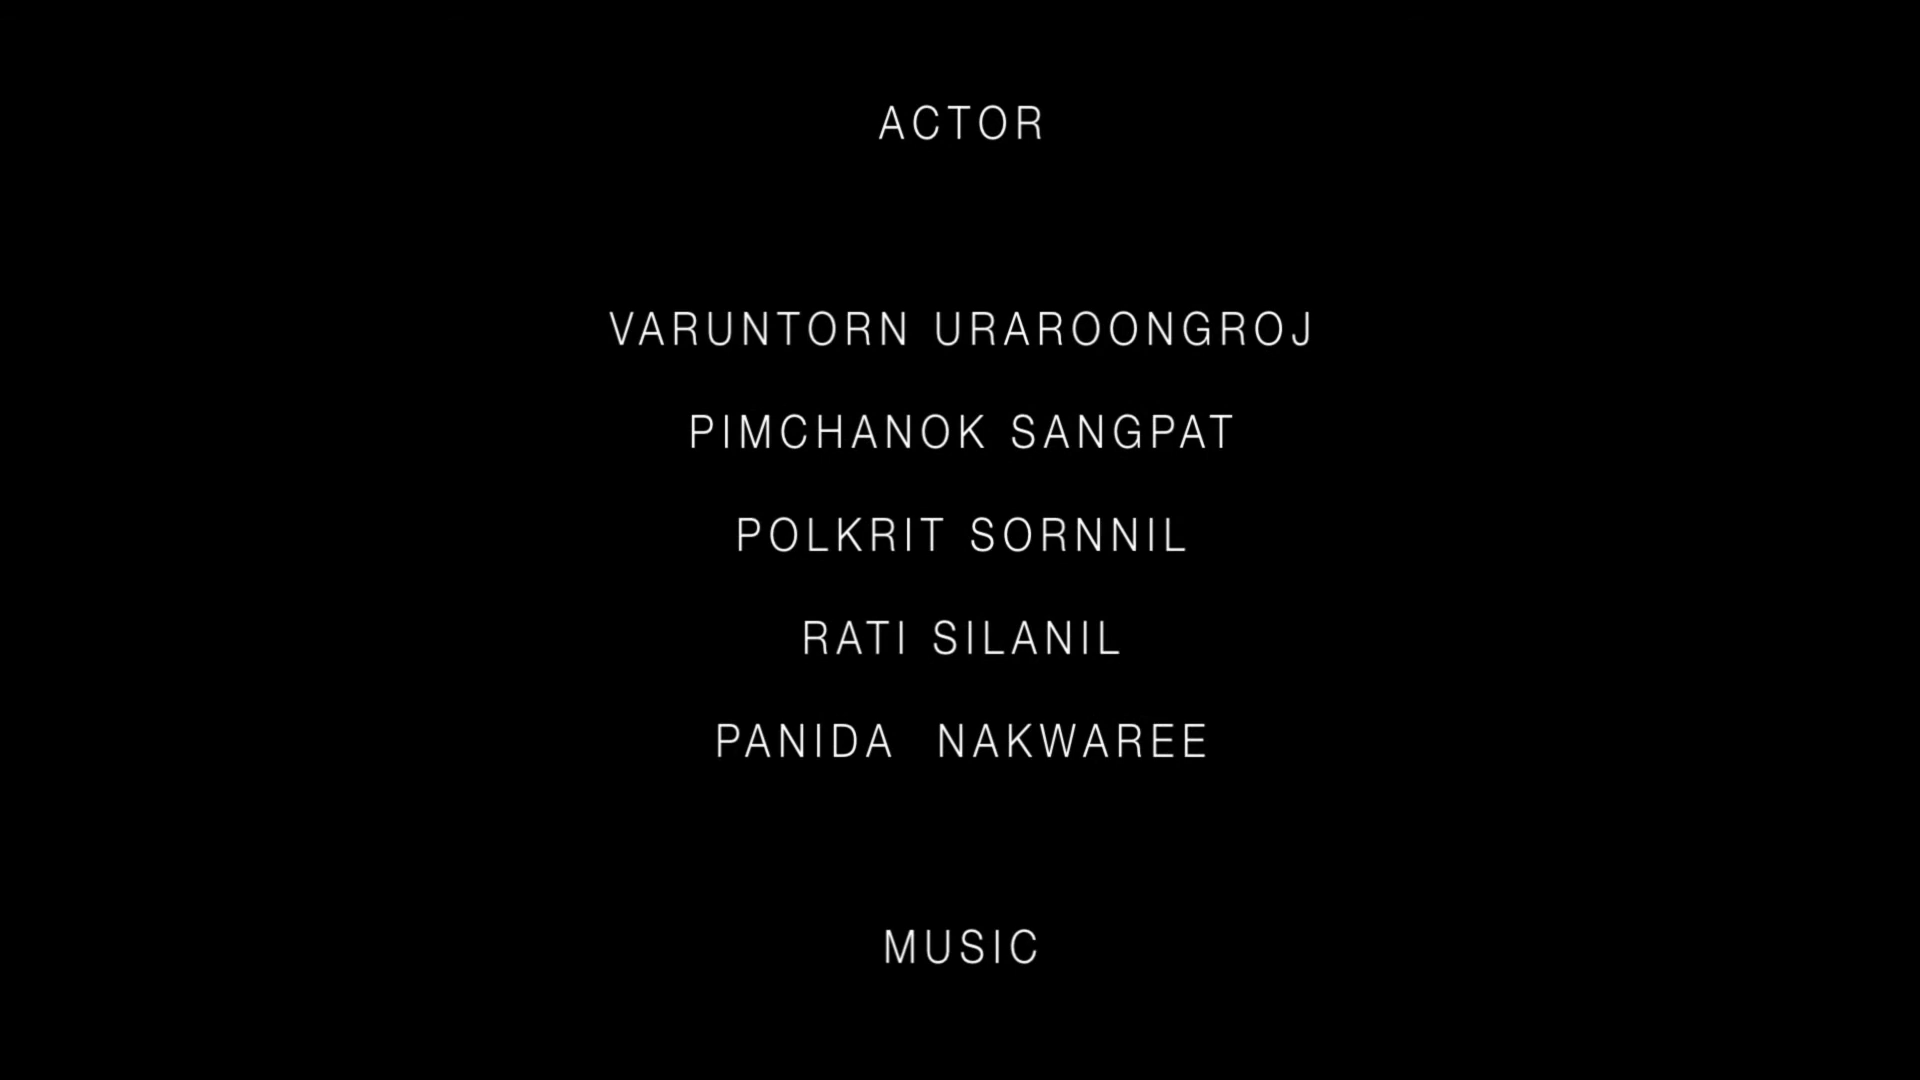 ACTOR
VARUNTORN URAROONGROJ
PIMCHANOK SANGPAT
POLKRIT SORNNIL
RATI SILANIL
PANIDA  NAKWAREE
MUSIC